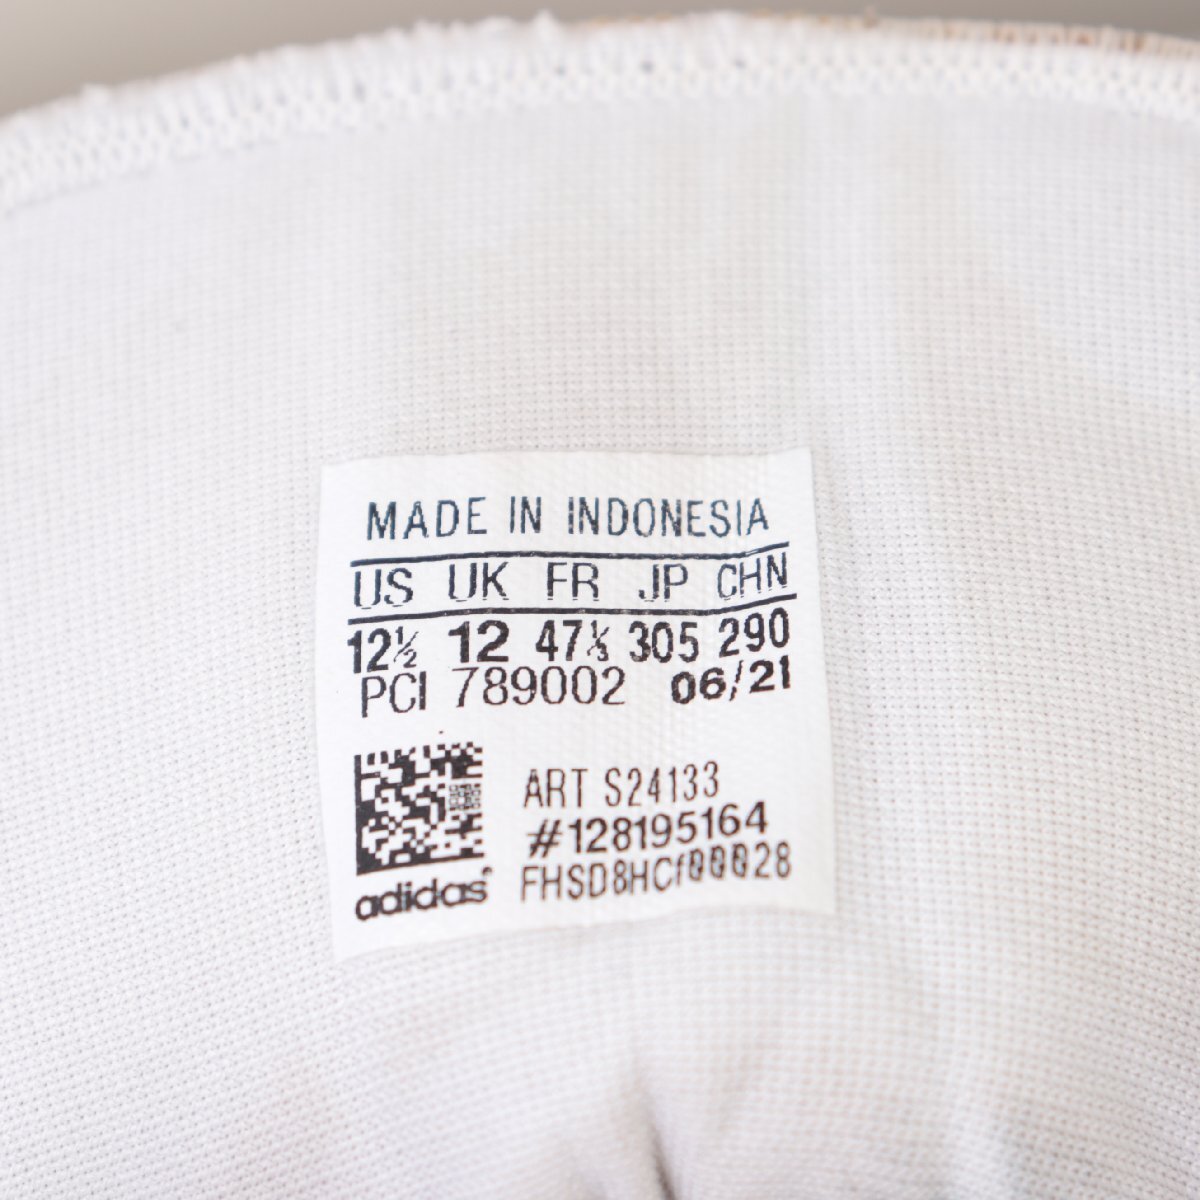 MADE IN INDONESIA
US UK FR JP CHN
12½ 12 47⅓ 305 290
PCI 789002 06/21
ART S24133
#128195164
FHSD8HCf00028
adidas